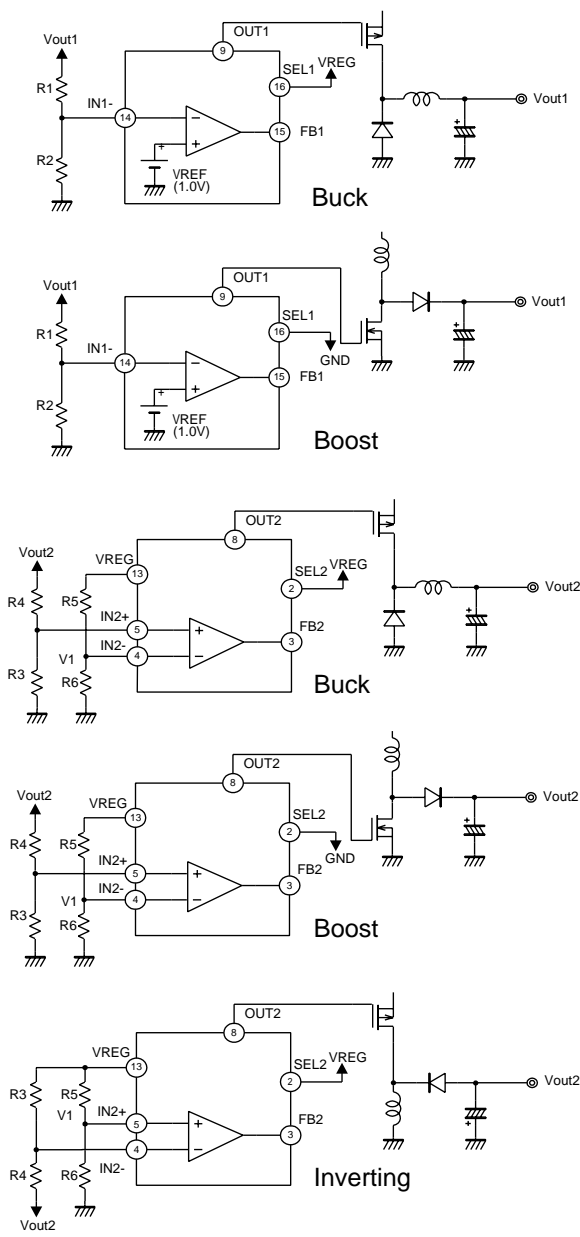 OUT1
Vout1
9
SEL1
VREG
R1
IN1-
16
Vout1
14
15
FB1
R2
VREF
(1.0V)
Buck
OUT1
Vout1
9
SEL1
Vout1
R1
IN1-
16
GND
14
15
FB1
R2
VREF
(1.0V)
Boost
OUT2
Vout2
8
VREG
SEL2
VREG
13
R4
R5
IN2+
2
Vout2
5
FB2
IN2-
3
V1
4
R3
R6
Buck
OUT2
Vout2
8
VREG
SEL2
Vout2
13
R4
R5
IN2+
2
GND
5
FB2
IN2-
3
V1
4
R3
R6
Boost
OUT2
8
VREG
SEL2
VREG
13
R3
R5
2
Vout2
V1
IN2+
FB2
5
3
4
R4
R6
IN2-
Inverting
Vout2